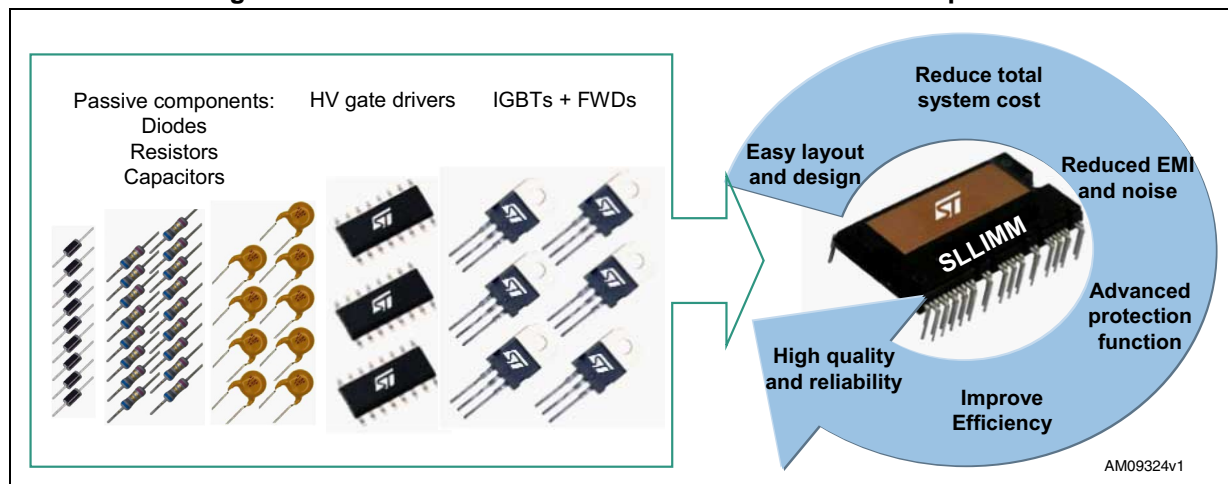 Passive components:
Diodes
Resistors
Capacitors
HV gate drivers
IGBTs + FWDs
Reduce total
system cost
Easy layout
and design
Reduced EMI
and noise
SLLIMM
Advanced
protection
function
High quality
and reliability
Improve
Efficiency
AM09324v1